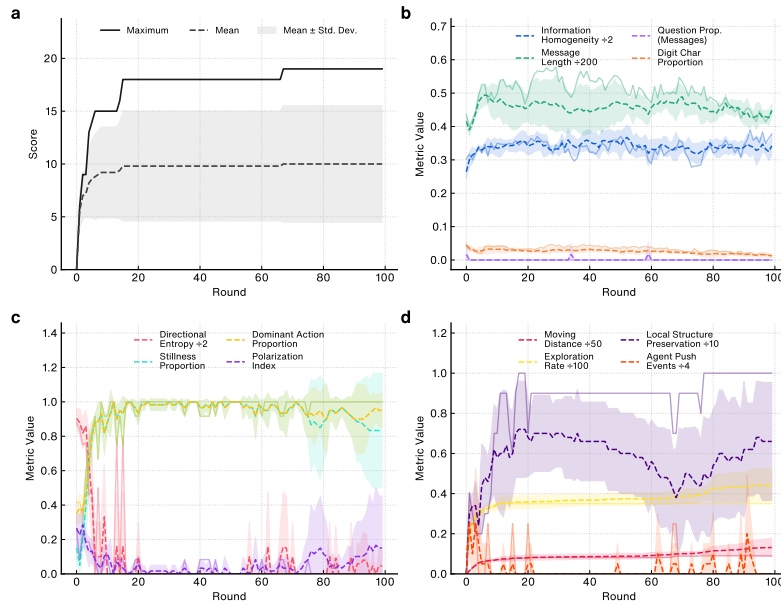 a
Maximum
Mean
Mean ± Std. Dev.
Score
0
5
10
15
20
0
20
40
60
80
100
Round
b
Information
Homogeneity ÷2
Message
Length ÷200
Question Prop.
(Messages)
Digit Char
Proportion
Metric Value
0.0
0.1
0.2
0.3
0.4
0.5
0.6
0.7
0
20
40
60
80
100
Round
c
Directional
Entropy ÷2
Stillness
Proportion
Dominant Action
Proportion
Polarization
Index
Metric Value
0.0
0.2
0.4
0.6
0.8
1.0
1.2
1.4
0
20
40
60
80
100
Round
d
Moving
Distance ÷50
Exploration
Rate ÷100
Local Structure
Preservation ÷10
Agent Push
Events ÷4
Metric Value
0.0
0.2
0.4
0.6
0.8
1.0
1.2
0
20
40
60
80
100
Round